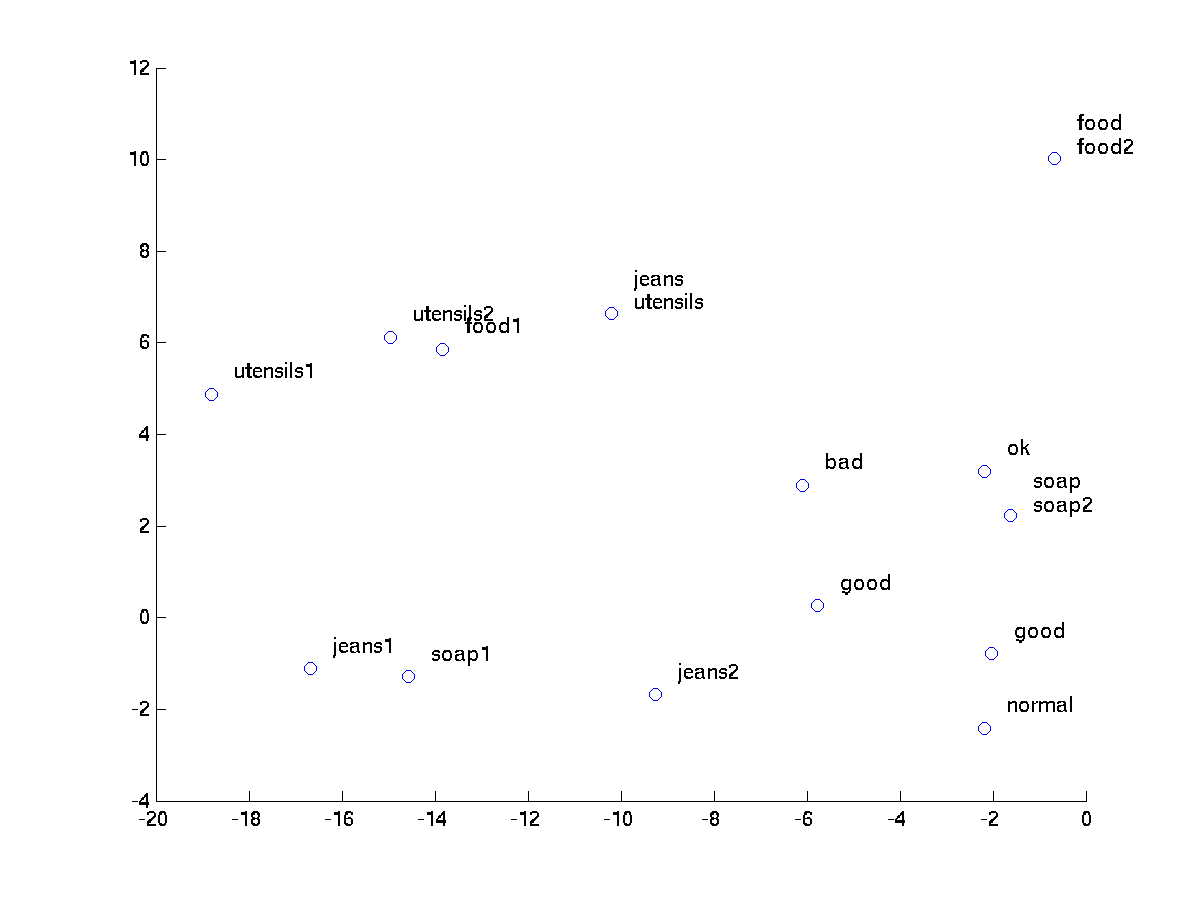 12
food
food2
10
8
jeans
utensils
utensils2
food1
6
utensils1
4
ok
bad
soap
soap2
2
good
0
good
jeans1
soap1
jeans2
-2
normal
-4
-20 -18 -16 -14 -12 -10 -8 -6 -4 -2 0